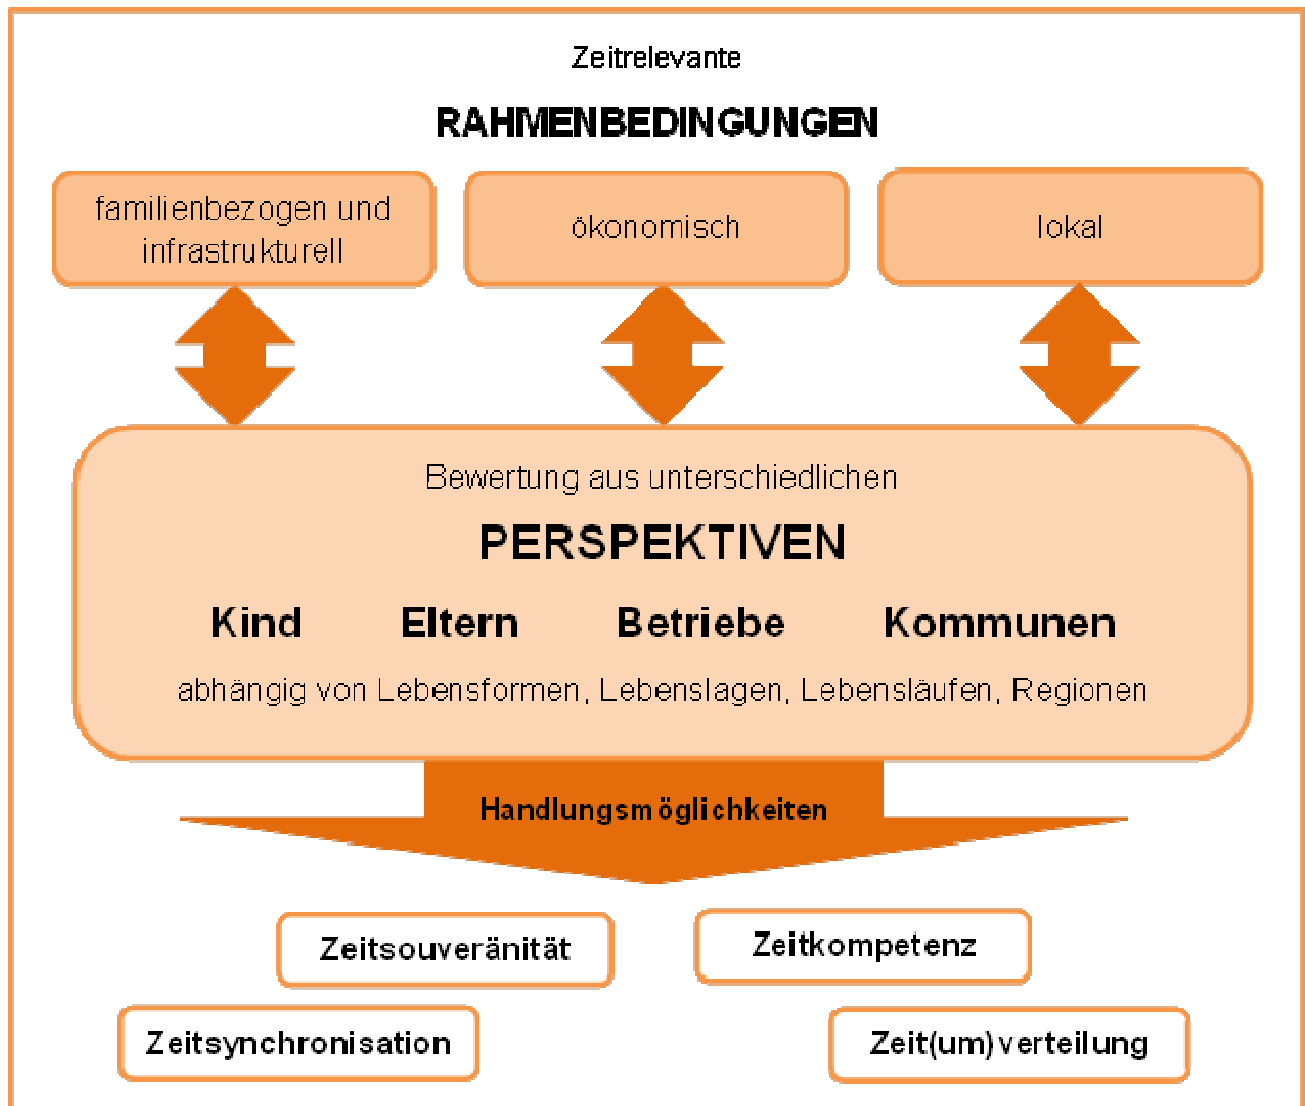 Zeitrelevante
RAHMENBEDINGUNGEN
familienbezogen und
infrastrukturell
ökonomisch
lokal
Bewertung aus unterschiedlichen
PERSPEKTIVEN
Kind Eltern Betriebe Kommunen
abhängig von Lebensformen, Lebenslagen, Lebensläufen, Regionen
Handlungsmöglichkeiten
Zeitsouveränität
Zeitkompetenz
Zeitsynchronisation
Zeit(um)verteilung